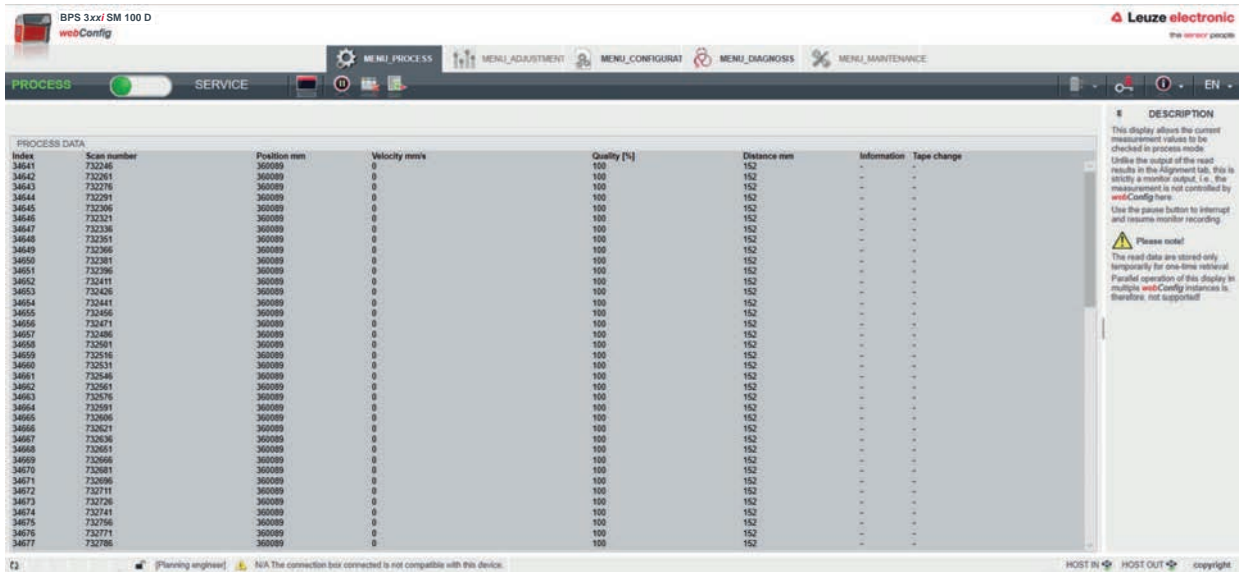 BPS 3xxi SM 100 D
webConfig
Leuze electronic
the sensor people
MENU_PROCESS MENU_ADJUSTMENT MENU_CONFIGURAT MENU_DIAGNOSIS MENU_MAINTENANCE
PROCESS SERVICE EN
PROCESS DATA
Index Scan number Position mm Velocity mm/s Quality [%] Distance mm Information Tape change
34641 732246 360089 0 100 152 - -
34642 732261 360089 0 100 152 - -
34643 732276 360089 0 100 152 - -
34644 732291 360089 0 100 152 - -
34645 732306 360089 0 100 152 - -
34646 732321 360089 0 100 152 - -
34647 732336 360089 0 100 152 - -
34648 732351 360089 0 100 152 - -
34649 732366 360089 0 100 152 - -
34650 732381 360089 0 100 152 - -
34651 732396 360089 0 100 152 - -
34652 732411 360089 0 100 152 - -
34653 732426 360089 0 100 152 - -
34654 732441 360089 0 100 152 - -
34655 732456 360089 0 100 152 - -
34656 732471 360089 0 100 152 - -
34657 732486 360089 0 100 152 - -
34658 732501 360089 0 100 152 - -
34659 732516 360089 0 100 152 - -
34660 732531 360089 0 100 152 - -
34661 732546 360089 0 100 152 - -
34662 732561 360089 0 100 152 - -
34663 732576 360089 0 100 152 - -
34664 732591 360089 0 100 152 - -
34665 732606 360089 0 100 152 - -
34666 732621 360089 0 100 152 - -
34667 732636 360089 0 100 152 - -
34668 732651 360089 0 100 152 - -
34669 732666 360089 0 100 152 - -
34670 732681 360089 0 100 152 - -
34671 732696 360089 0 100 152 - -
34672 732711 360089 0 100 152 - -
34673 732726 360089 0 100 152 - -
34674 732741 360089 0 100 152 - -
34675 732756 360089 0 100 152 - -
34676 732771 360089 0 100 152 - -
34677 732786 360089 0 100 152 - -
DESCRIPTION
This display allows the current
measurement values to be
checked in process mode.
Unlike the output of the read
results in the Alignment tab, this is
strictly a monitor output, i.e., the
measurement is not controlled by
webConfig here.
Use the pause button to interrupt
and resume monitor recording.
Please note!
The read data are stored only
temporarily for one-time retrieval.
Parallel operation of this display in
multiple webConfig instances is,
therefore, not supported!
[Planning engineer] N/A The connection box connected is not compatible with this device.
HOST IN HOST OUT copyright